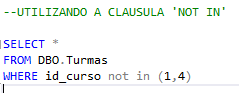 --UTILIZANDO A CLAUSULA 'NOT IN'
SELECT *
FROM DBO.Turmas
WHERE id_curso not in (1,4)